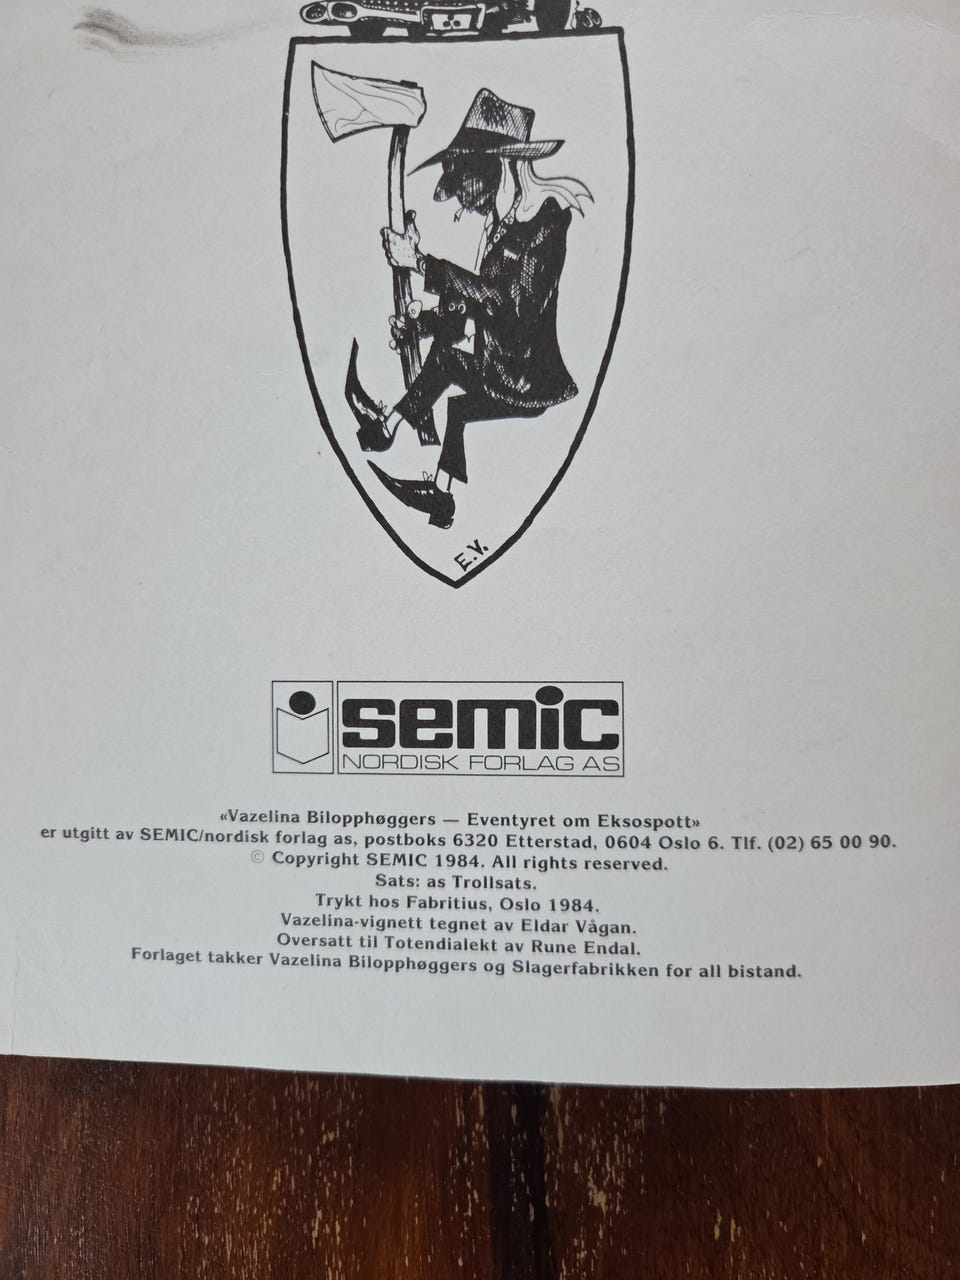 E.V.
semic
NORDISK FORLAG AS
«Vazelina Bilopphøggers — Eventyret om Eksospott»
er utgitt av SEMIC/nordisk forlag as, postboks 6320 Etterstad, 0604 Oslo 6. Tlf. (02) 65 00 90.
© Copyright SEMIC 1984. All rights reserved.
Sats: as Trollsats.
Trykt hos Fabritius, Oslo 1984.
Vazelina-vignett tegnet av Eldar Vågan.
Oversatt til Totendialekt av Rune Endal.
Forlaget takker Vazelina Bilopphøggers og Slagerfabrikken for all bistand.